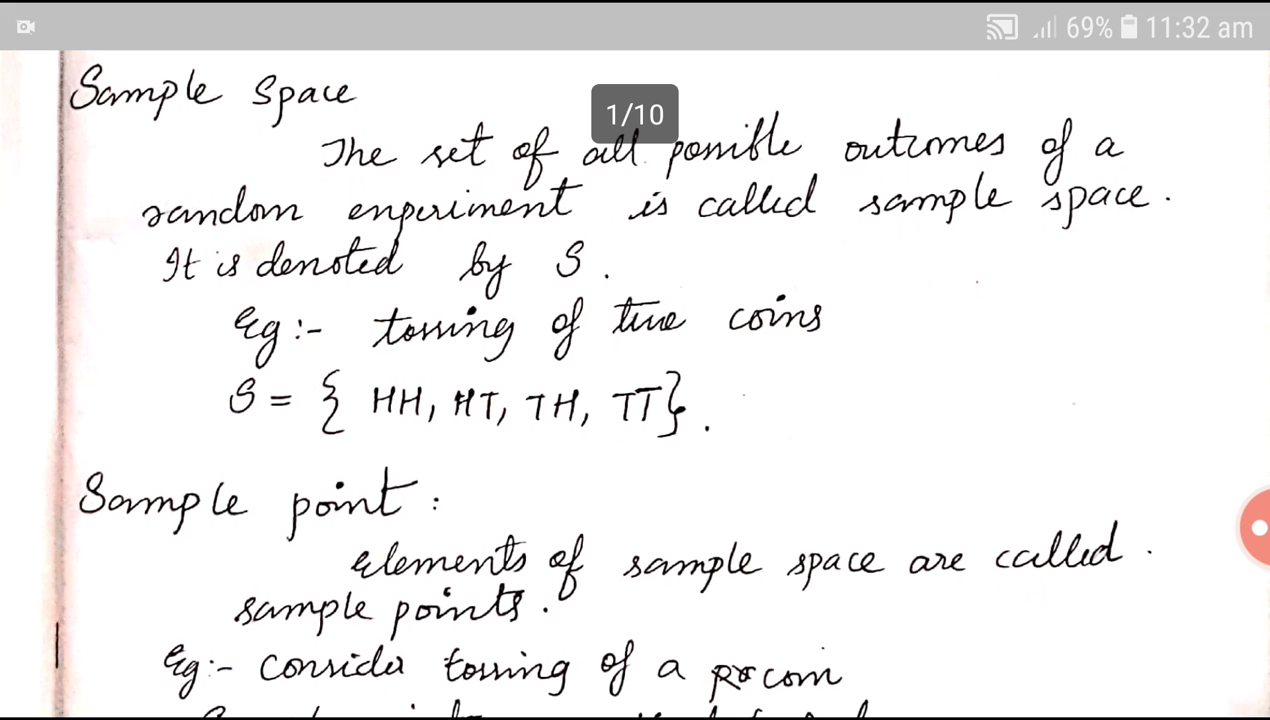 69% 11:32 am
Sample Space
1/10
The set of all possible outcomes of a
random experiment is called sample space.
It is denoted by S.
Eg:- tossing of two coins
S = { HH, HT, TH, TT}.
Sample point:
Elements of sample space are called
sample points.
Eg:- consider tossing of a coin